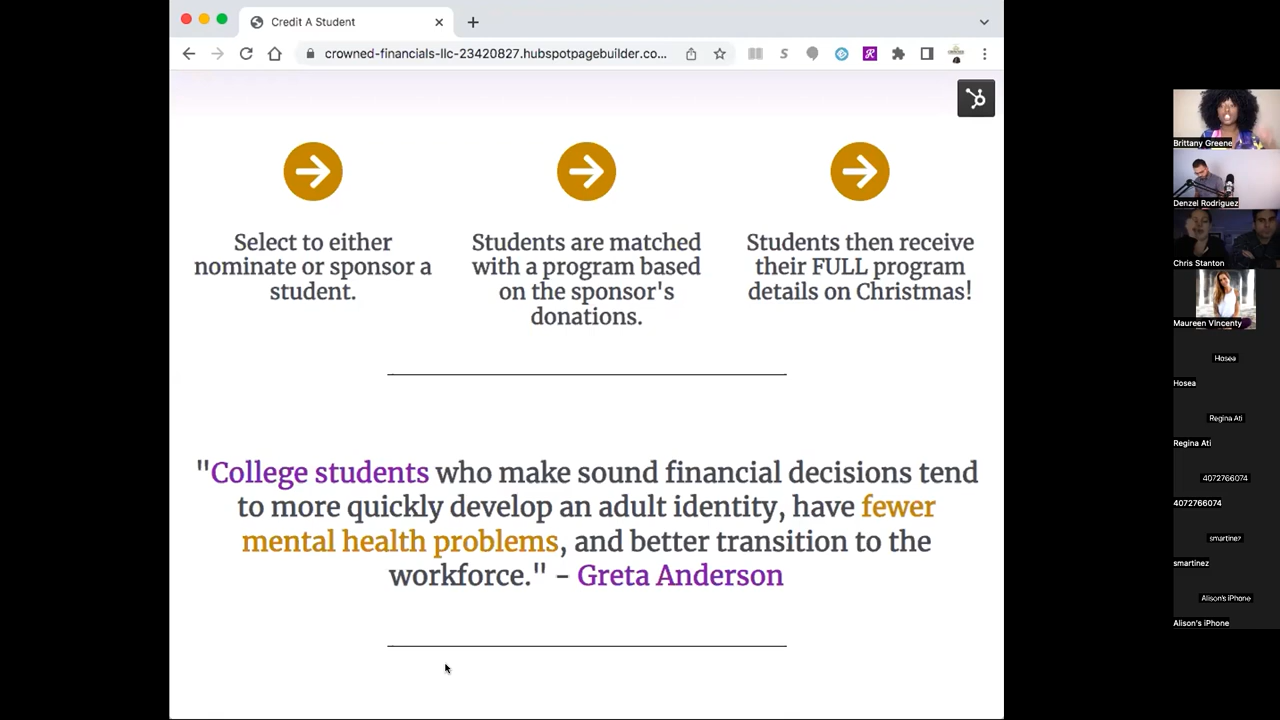 Credit A Student
crowned-financials-llc-23420827.hubspotpagebuilder.co...
Select to either
nominate or sponsor a
student.
Students are matched
with a program based
on the sponsor's
donations.
Students then receive
their FULL program
details on Christmas!
"College students who make sound financial decisions tend
to more quickly develop an adult identity, have fewer
mental health problems, and better transition to the
workforce." – Greta Anderson
Brittany Greene
Denzel Rodriguez
Chris Stanton
Maureen VIncenty
Hosea
Hosea
Regina Ati
Regina Ati
4072766074
4072766074
smartinez
smartinez
Alison's iPhone
Alison's iPhone